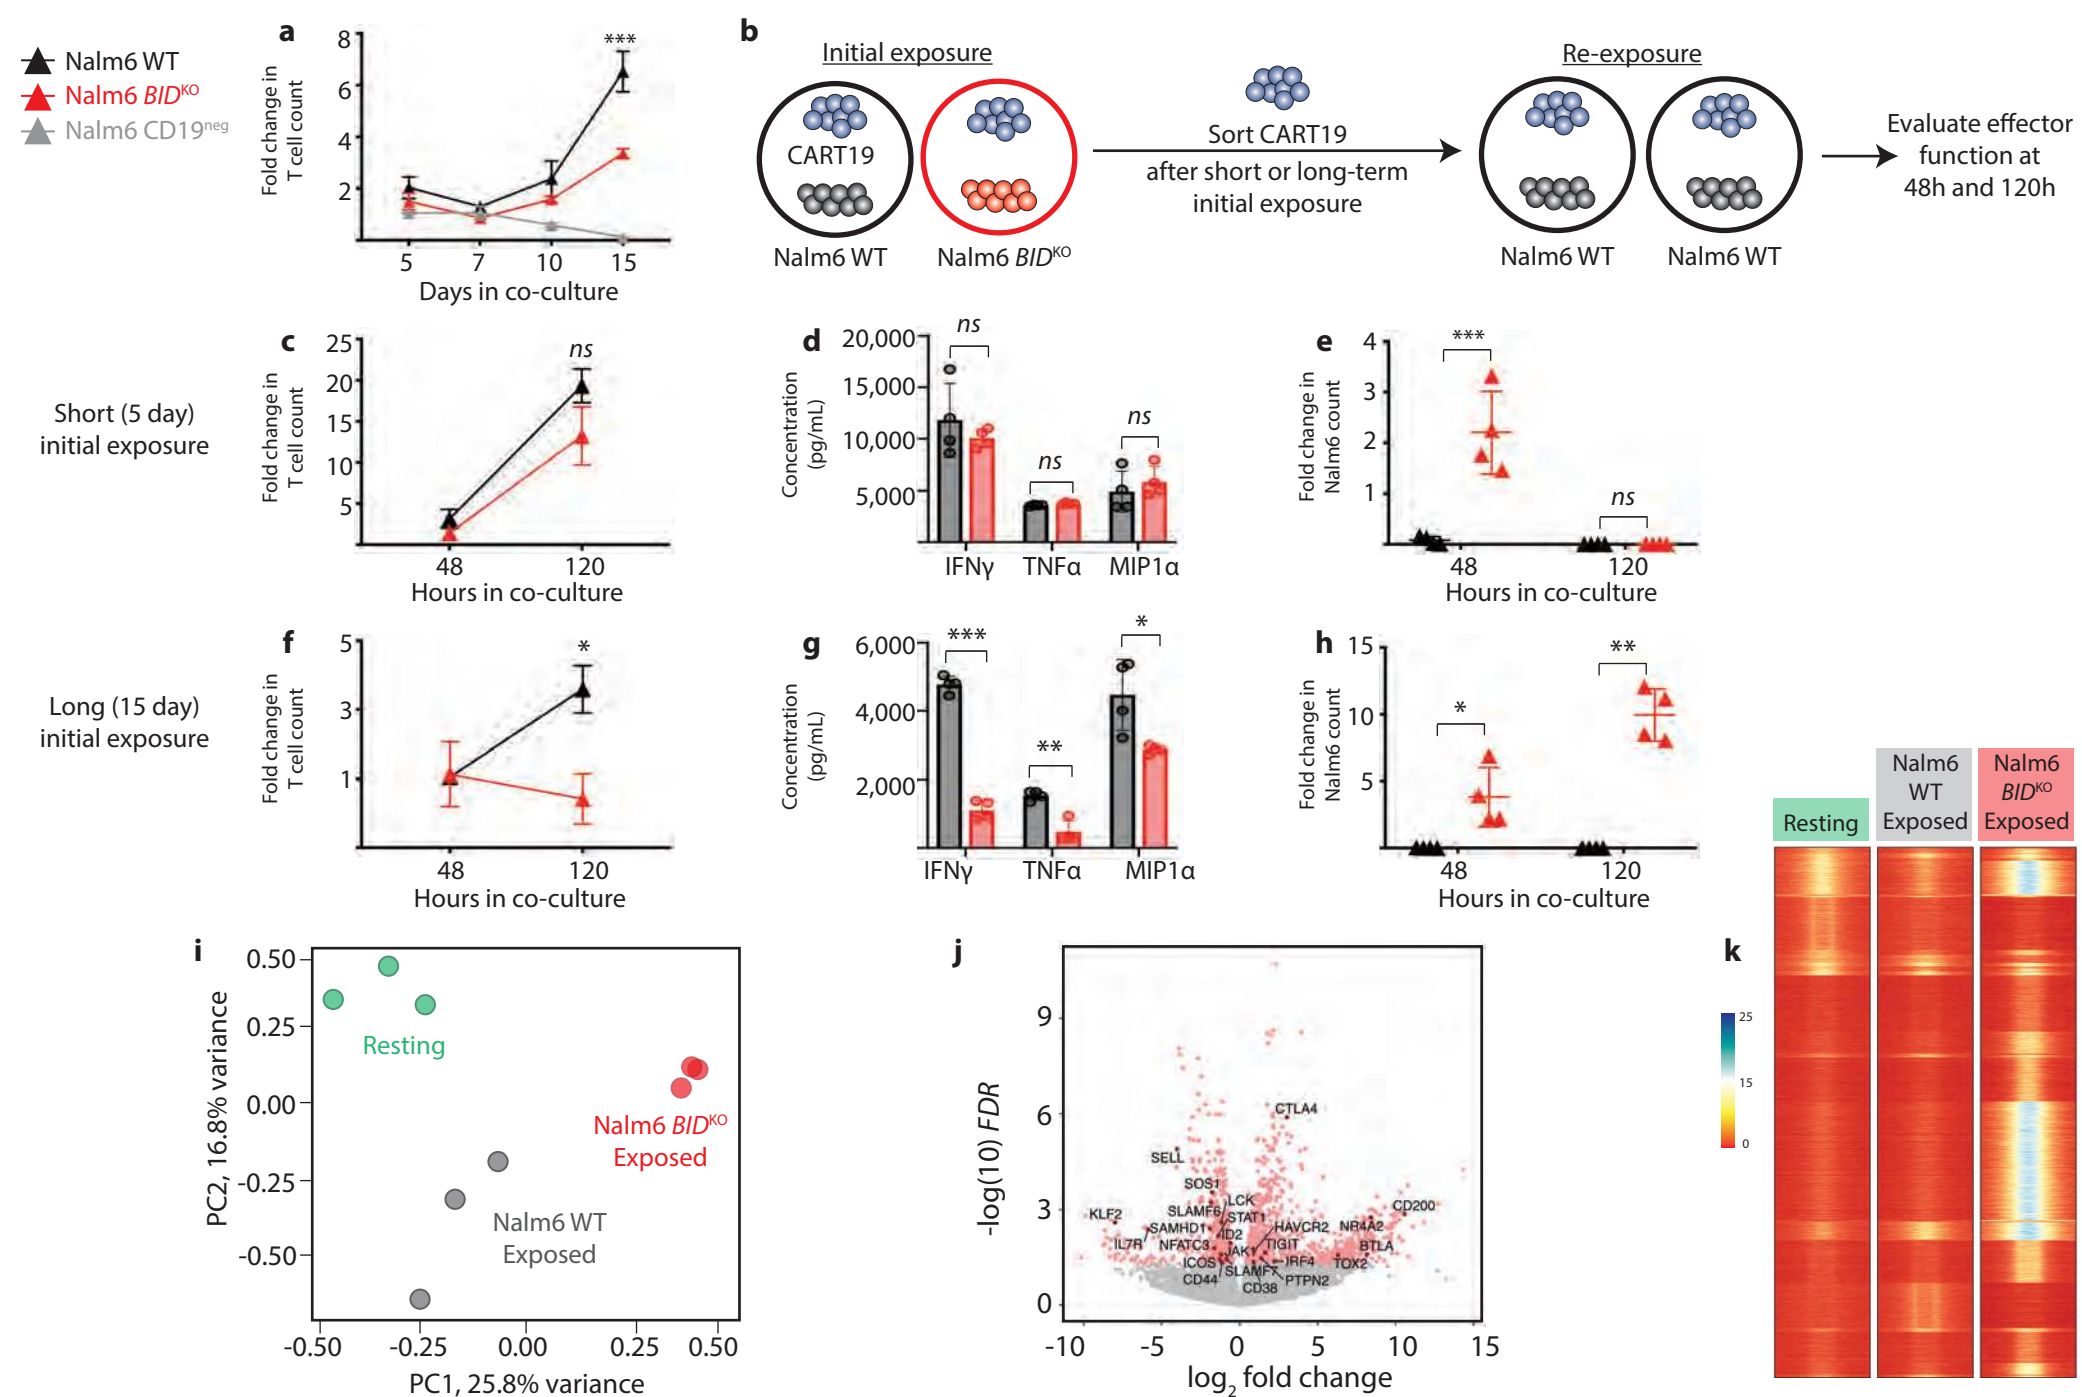 Nalm6 WT
Nalm6 BIDKO
Nalm6 CD19neg
a
Fold change in
T cell count
8
6
4
2
***
5 7 10 15
Days in co-culture
b
Initial exposure
CART19
Nalm6 WT
Nalm6 BIDKO
Sort CART19
after short or long-term
initial exposure
Re-exposure
Nalm6 WT
Nalm6 WT
Evaluate effector
function at
48h and 120h
Short (5 day)
initial exposure
c
Fold change in
T cell count
25
20
15
10
5
ns
48 120
Hours in co-culture
d
Concentration
(pg/mL)
20,000
15,000
10,000
5,000
ns
ns
ns
IFNγ TNFα MIP1α
e
Fold change in
Nalm6 count
4
3
2
1
***
ns
48 120
Hours in co-culture
Long (15 day)
initial exposure
f
Fold change in
T cell count
5
3
1
*
48 120
Hours in co-culture
g
Concentration
(pg/mL)
6,000
4,000
2,000
***
**
*
IFNγ TNFα MIP1α
h
Fold change in
Nalm6 count
15
10
5
*
**
48 120
Hours in co-culture
i
PC2, 16.8% variance
0.50
0.25
0.00
-0.25
-0.50
Resting
Nalm6 BIDKO
Exposed
Nalm6 WT
Exposed
-0.50 -0.25 0.00 0.25 0.50
PC1, 25.8% variance
j
-log(10) FDR
9
6
3
0
CTLA4
SELL
SOS1
LCK
KLF2
SLAMF6
STAT1
CD200
SAMHD1
ID2
HAVCR2
NR4A2
IL7R
NFATC3
JAK1
TIGIT
BTLA
ICOS
SLAMF7
IRF4
TOX2
CD44
CD38
PTPN2
-10 -5 0 5 10 15
log2 fold change
k
Resting
Nalm6
WT
Exposed
Nalm6
BIDKO
Exposed
25
15
0